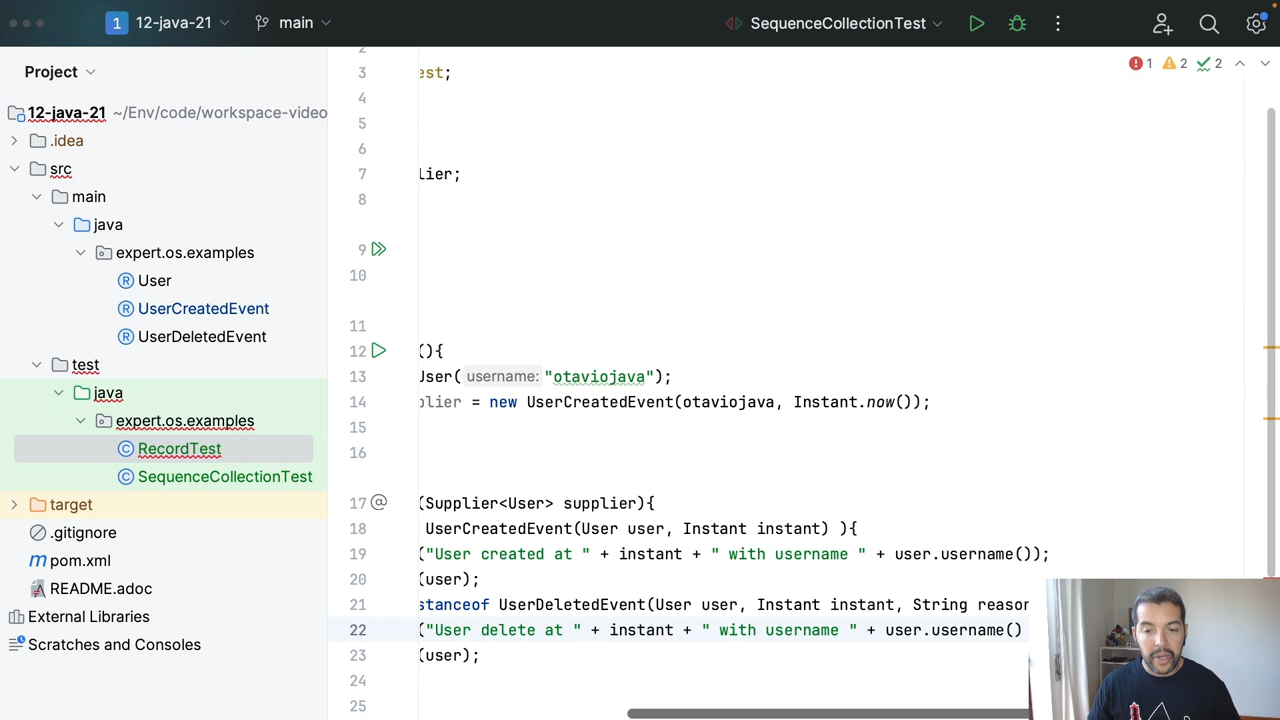 1 12-java-21 main SequenceCollectionTest
Project
12-java-21 ~/Env/code/workspace-video
.idea
src
main
java
expert.os.examples
R User
R UserCreatedEvent
R UserDeletedEvent
test
java
expert.os.examples
C RecordTest
C SequenceCollectionTest
target
.gitignore
m pom.xml
README.adoc
External Libraries
Scratches and Consoles
1 2 2
2
3 est;
4
5
6
7 lier;
8
9
10
11
12 (){
13 User( username: "otaviojava");
14 plier = new UserCreatedEvent(otaviojava, Instant.now());
15
16
17 @ (Supplier<User> supplier){
18 UserCreatedEvent(User user, Instant instant) ){
19 ("User created at " + instant + " with username " + user.username());
20 (user);
21 stanceof UserDeletedEvent(User user, Instant instant, String reason
22 ("User delete at " + instant + " with username " + user.username()
23 (user);
24
25